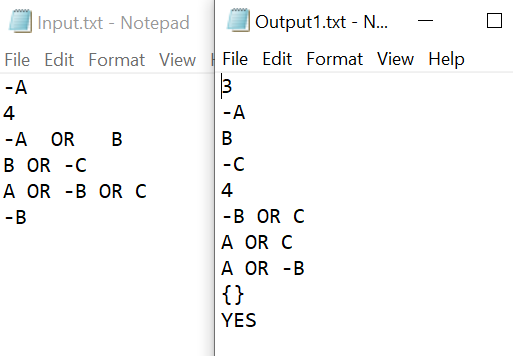 Input.txt - Notepad
File Edit Format View
-A
4
-A  OR   B
B OR -C
A OR -B OR C
-B
Output1.txt - N...
File Edit Format View Help
3
-A
B
-C
4
-B OR C
A OR C
A OR -B
{}
YES